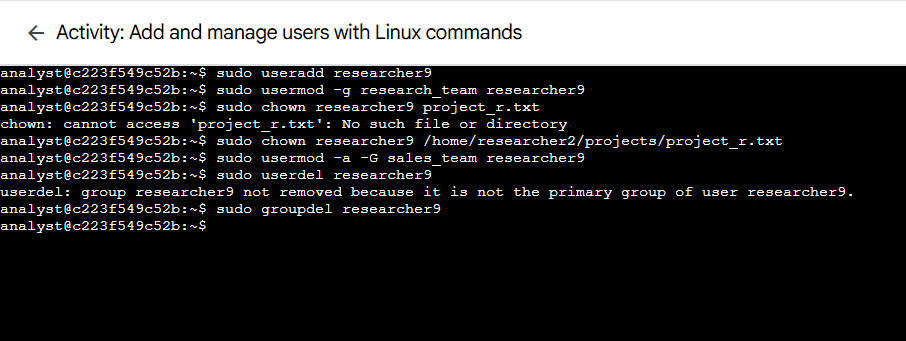 ← Activity: Add and manage users with Linux commands
analyst@c223f549c52b:~$ sudo useradd researcher9
analyst@c223f549c52b:~$ sudo usermod -g research_team researcher9
analyst@c223f549c52b:~$ sudo chown researcher9 project_r.txt
chown: cannot access 'project_r.txt': No such file or directory
analyst@c223f549c52b:~$ sudo chown researcher9 /home/researcher2/projects/project_r.txt
analyst@c223f549c52b:~$ sudo usermod -a -G sales_team researcher9
analyst@c223f549c52b:~$ sudo userdel researcher9
userdel: group researcher9 not removed because it is not the primary group of user researcher9.
analyst@c223f549c52b:~$ sudo groupdel researcher9
analyst@c223f549c52b:~$